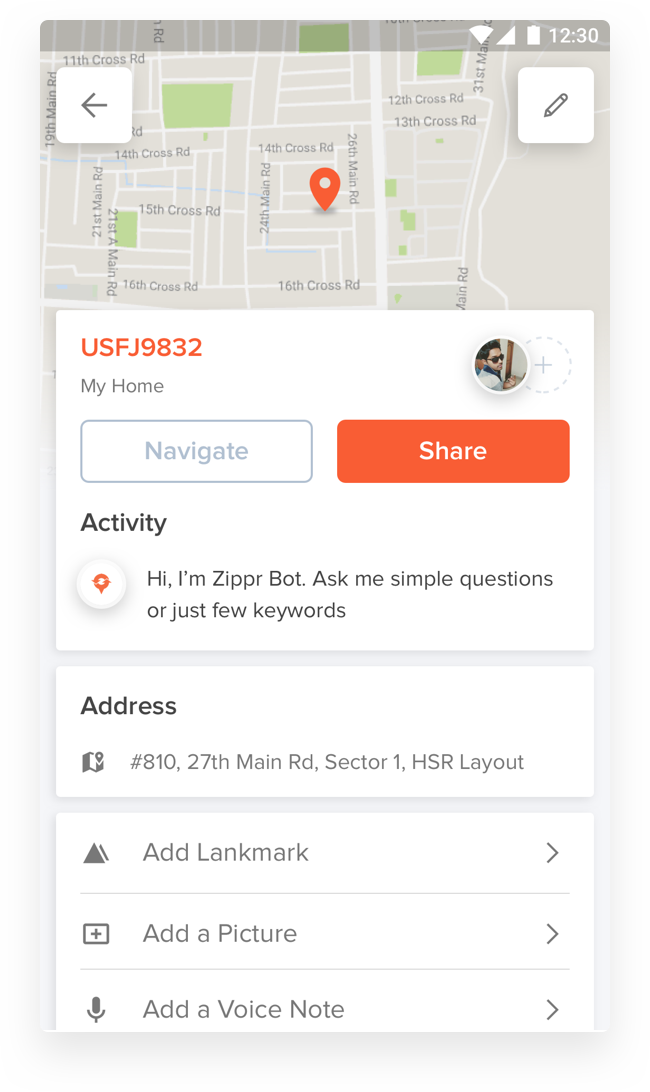 12:30
Rd
10th Cross Rd
31st Main
11th Cross Rd
19th Main Rd
12th Cross Rd
13th Cross Rd
Rd
14th Cross Rd
14th Cross Rd
26th Main Rd
21st Main Rd
24th Main Rd
15th Cross Rd
21st A Main Rd
16th Cross Rd
16th Cross Rd
Main Rd
USFJ9832
My Home
Navigate
Share
Activity
Hi, I’m Zippr Bot. Ask me simple questions
or just few keywords
Address
#810, 27th Main Rd, Sector 1, HSR Layout
Add Lankmark
Add a Picture
Add a Voice Note